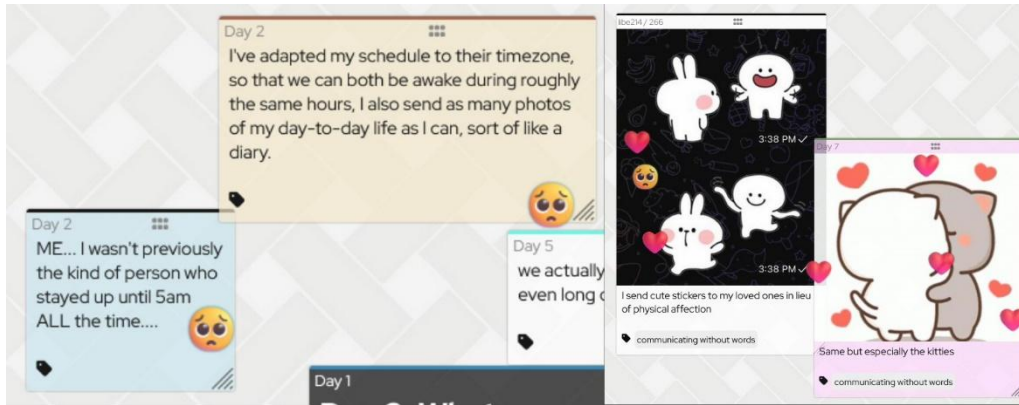 Day 2
I've adapted my schedule to their timezone,
so that we can both be awake during roughly
the same hours, I also send as many photos
of my day-to-day life as I can, sort of like a
diary.
Day 2
ME... I wasn't previously
the kind of person who
stayed up until 5am
ALL the time....
Day 5
we actually
even long
Day 1
libe214 / 266
3:38 PM ✓
3:38 PM ✓
I send cute stickers to my loved ones in lieu
of physical affection
communicating without words
Day 7
Same but especially the kitties
communicating without words